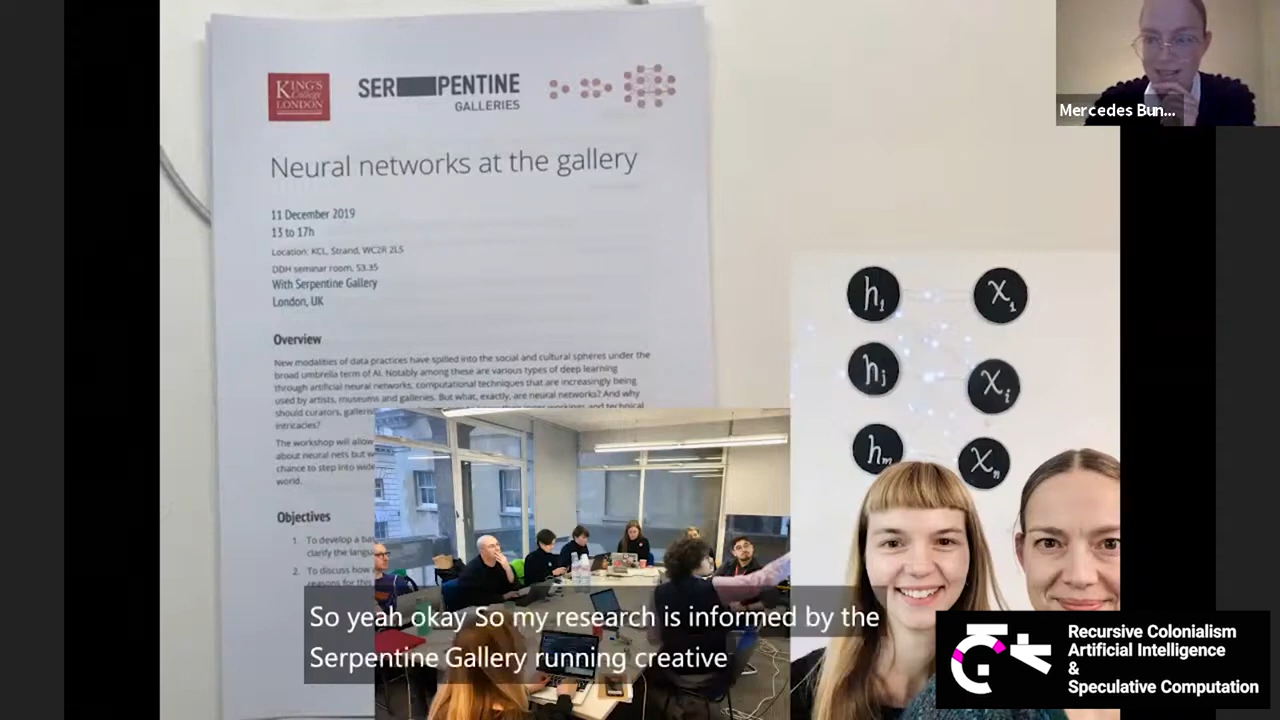 KING'S
College
LONDON
SERPENTINE
GALLERIES
Neural networks at the gallery
11 December 2019
13 to 17h
Location: KCL, Strand, WC2R 2LS
DDH seminar room, S3.35
With Serpentine Gallery
London, UK
Overview
New modalities of data practices have spilled into the social and cultural spheres under the
broad umbrella term of AI. Notably among these are various types of deep learning
through artificial neural networks, computational techniques that are increasingly being
used by artists, museums and galleries. But what, exactly, are neural networks? And why
should curators,
and technical
intricacies?
The workshop will allow
about neural nets but
chance to step into
world.
Objectives
1. To develop a
clarify the
2. To discuss how
reasons for this
h1
x1
hj
xi
hm
xn
Mercedes Bun...
So yeah okay So my research is informed by the
Serpentine Gallery running creative
Recursive Colonialism
Artificial Intelligence
&
Speculative Computation